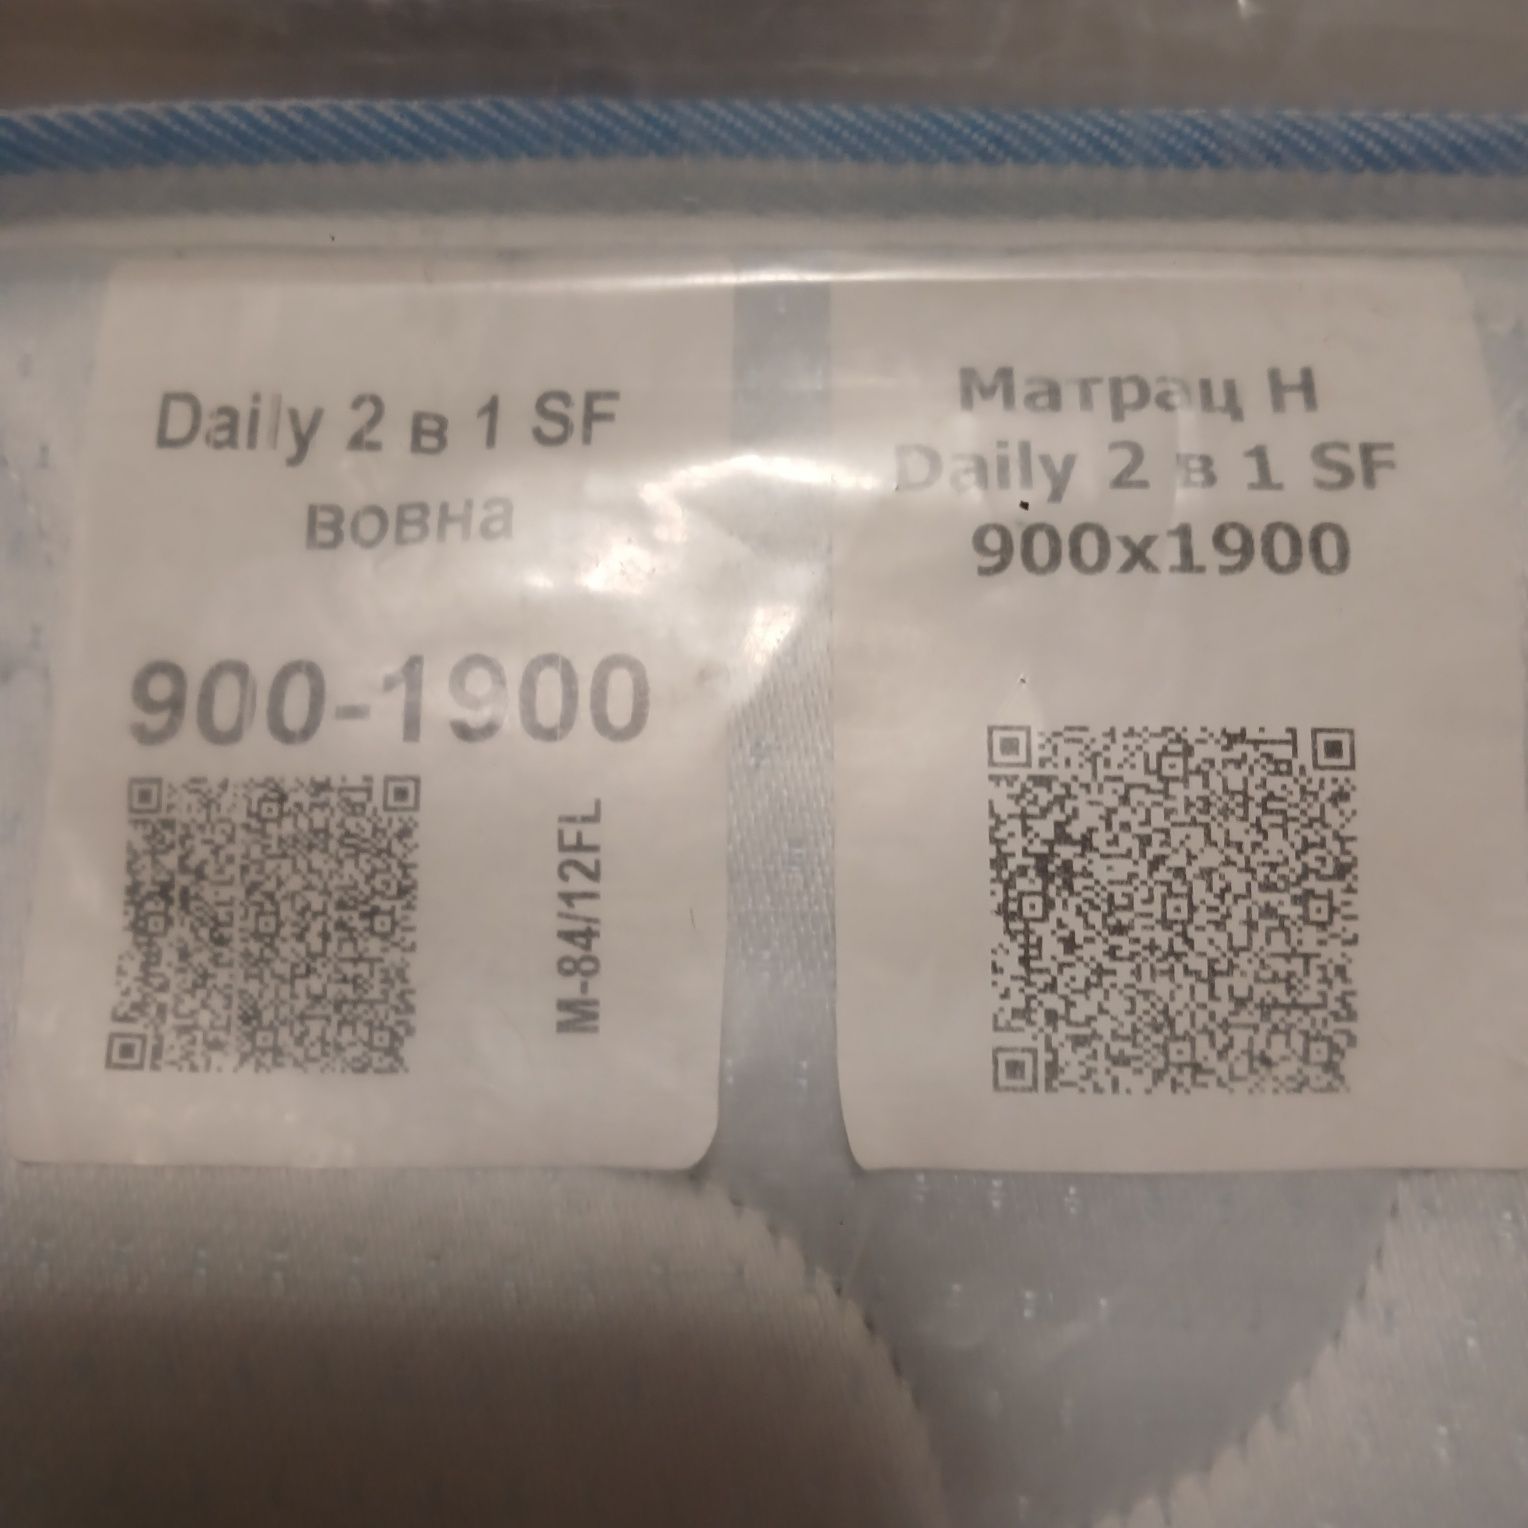 Daily 2 в 1 SF
вовна
900-1900
M-84/12FL
Матрац Н
Daily 2 в 1 SF
900x1900